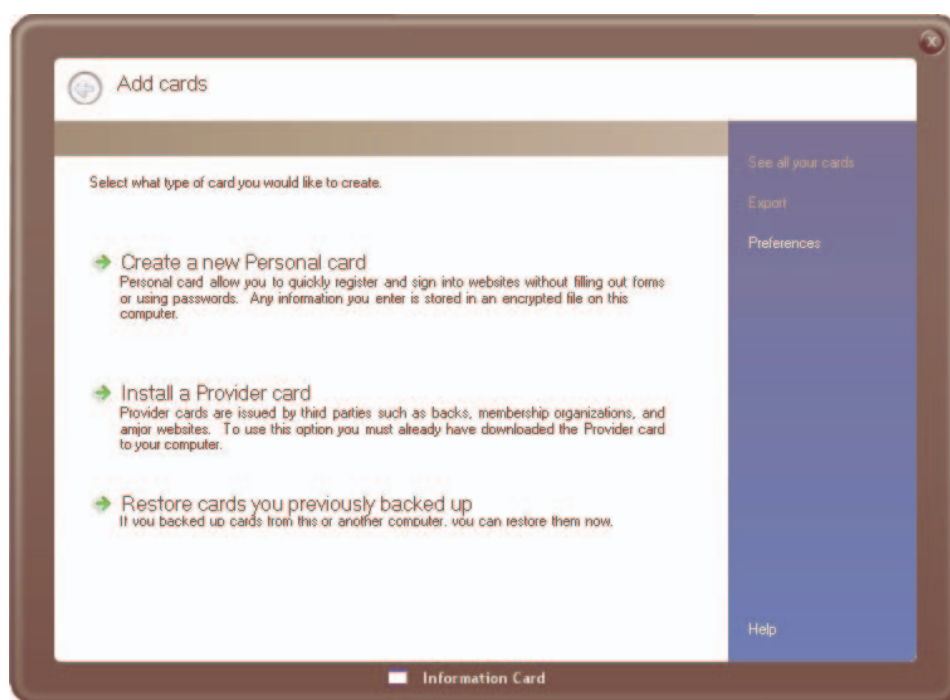 Add cards
Select what type of card you would like to create.
Create a new Personal card
Personal card allow you to quickly register and sign into websites without filling out forms
or using passwords. Any information you enter is stored in an encrypted file on this
computer.
Install a Provider card
Provider cards are issued by third parties such as backs, membership organizations, and
amjor websites. To use this option you must already have downloaded the Provider card
to your computer.
Restore cards you previously backed up
If you backed up cards from this or another computer, you can restore them now.
See all your cards
Export
Preferences
Help
Information Card